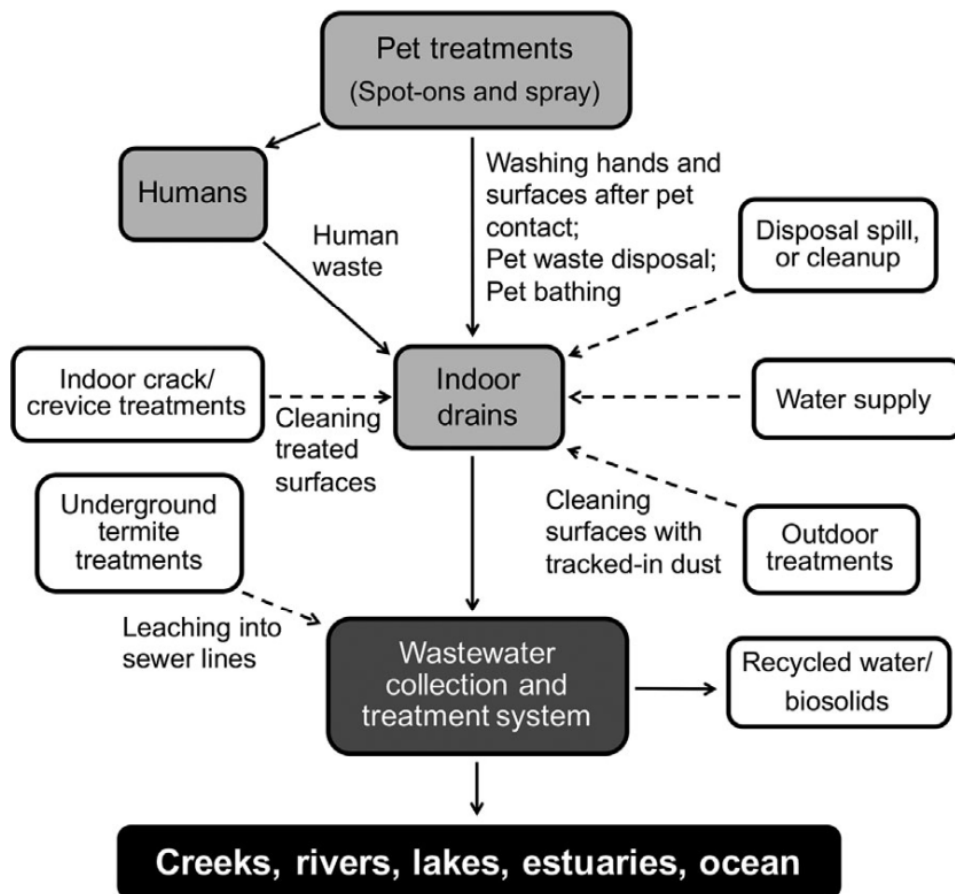 Pet treatments
(Spot-ons and spray)
Humans
Washing hands and
surfaces after pet
contact;
Pet waste disposal;
Pet bathing
Human
waste
Disposal spill,
or cleanup
Indoor crack/
crevice treatments
Cleaning
treated
surfaces
Indoor
drains
Water supply
Underground
termite
treatments
Cleaning
surfaces with
tracked-in dust
Outdoor
treatments
Leaching into
sewer lines
Wastewater
collection and
treatment system
Recycled water/
biosolids
Creeks, rivers, lakes, estuaries, ocean